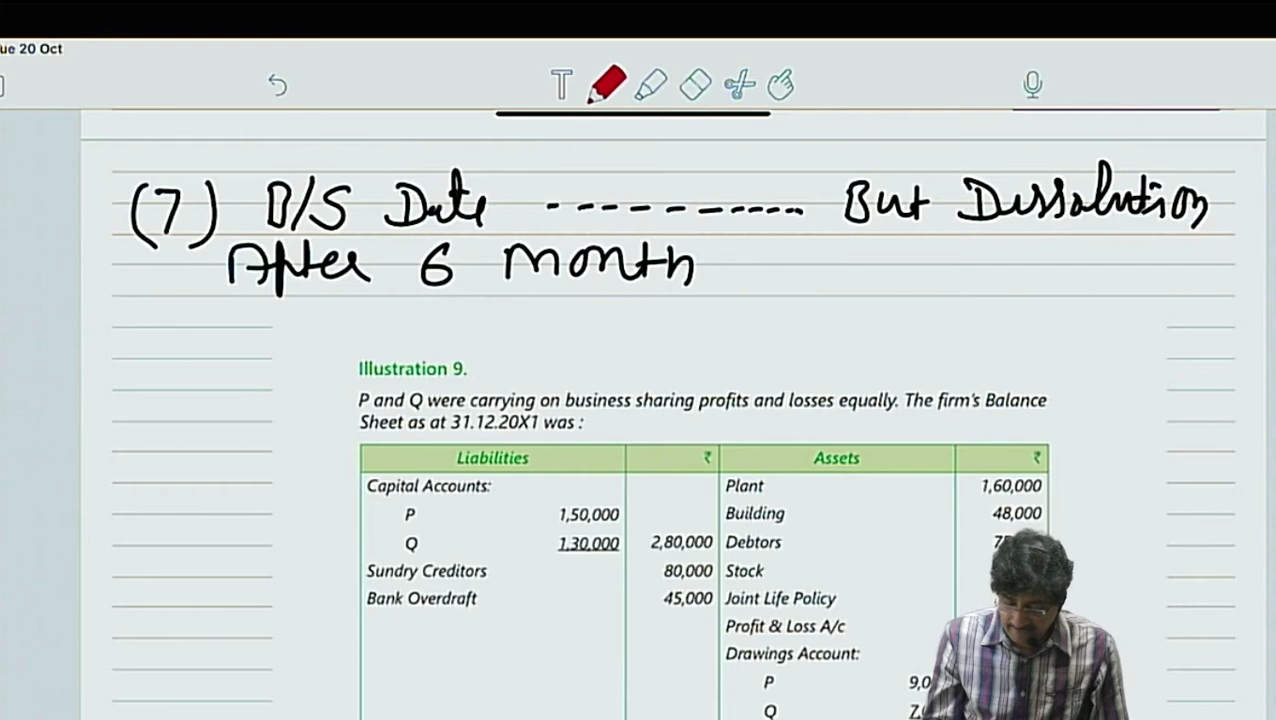 ue 20 Oct
T
(7) B/S Date ---------- But Dissolution
After 6 month
Illustration 9.
P and Q were carrying on business sharing profits and losses equally. The firm's Balance
Sheet as at 31.12.20X1 was :
Liabilities ₹ Assets ₹
Capital Accounts: Plant 1,60,000
P 1,50,000 Building 48,000
Q 1,30,000 2,80,000 Debtors
Sundry Creditors 80,000 Stock
Bank Overdraft 45,000 Joint Life Policy
Profit & Loss A/c
Drawings Account:
P
Q